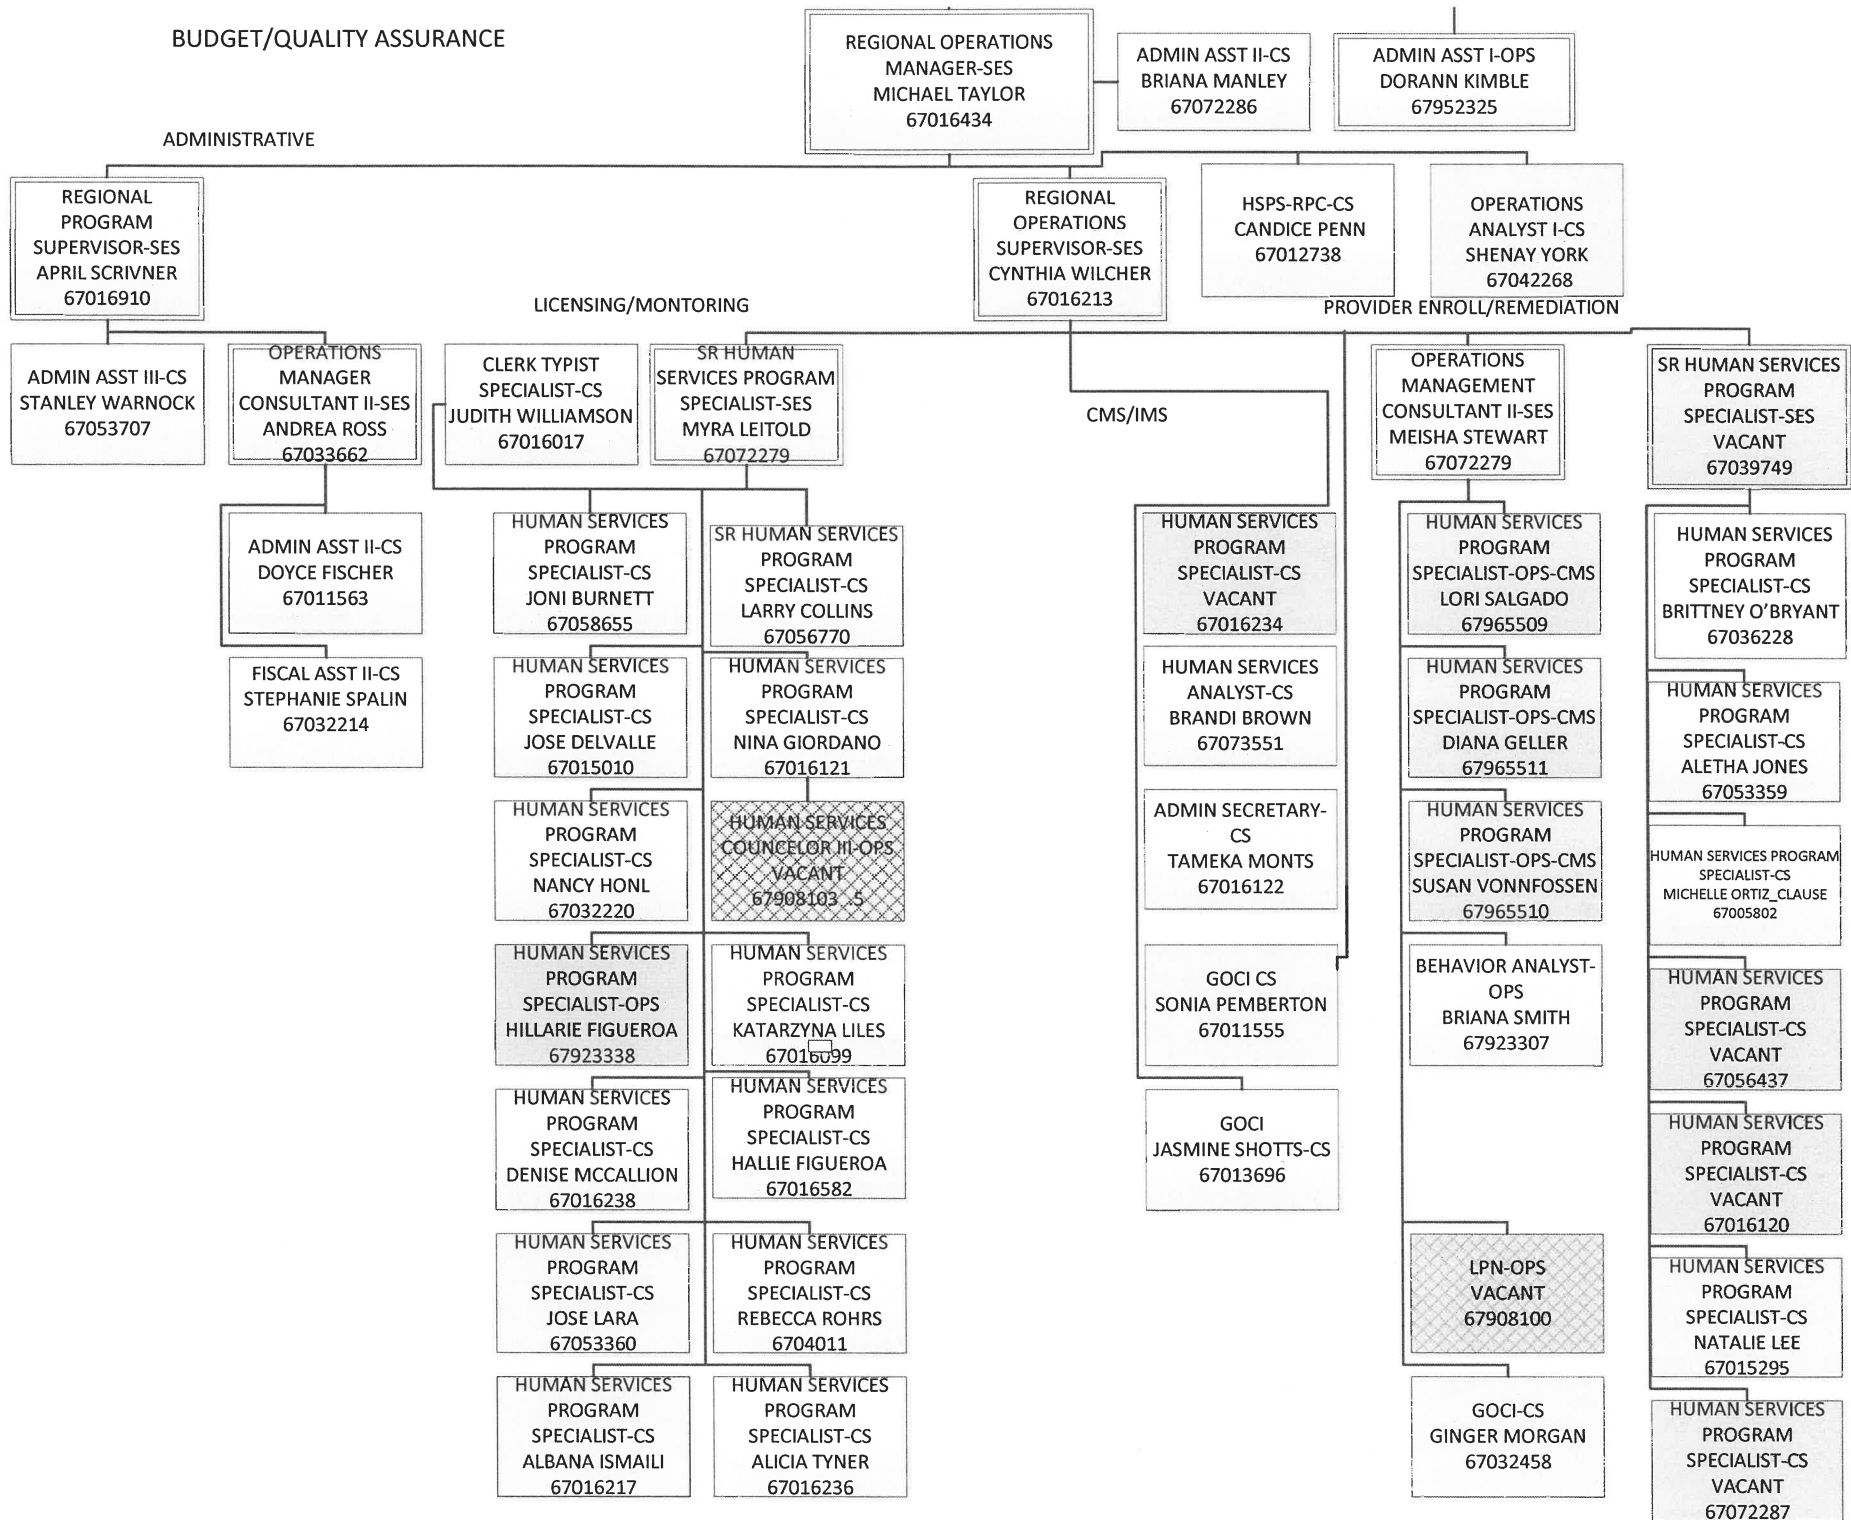 BUDGET/QUALITY ASSURANCE
REGIONAL OPERATIONS
MANAGER-SES
MICHAEL TAYLOR
67016434
ADMIN ASST II-CS
BRIANA MANLEY
67072286
ADMIN ASST I-OPS
DORANN KIMBLE
67952325
ADMINISTRATIVE
REGIONAL
PROGRAM
SUPERVISOR-SES
APRIL SCRIVNER
67016910
REGIONAL
OPERATIONS
SUPERVISOR-SES
CYNTHIA WILCHER
67016213
HSPS-RPC-CS
CANDICE PENN
67012738
OPERATIONS
ANALYST I-CS
SHENAY YORK
67042268
LICENSING/MONTORING
PROVIDER ENROLL/REMEDIATION
ADMIN ASST III-CS
STANLEY WARNOCK
67053707
OPERATIONS
MANAGER
CONSULTANT II-SES
ANDREA ROSS
67033662
CLERK TYPIST
SPECIALIST-CS
JUDITH WILLIAMSON
67016017
SR HUMAN
SERVICES PROGRAM
SPECIALIST-SES
MYRA LEITOLD
67072279
CMS/IMS
OPERATIONS
MANAGEMENT
CONSULTANT II-SES
MEISHA STEWART
67072279
SR HUMAN SERVICES
PROGRAM
SPECIALIST-SES
VACANT
67039749
ADMIN ASST II-CS
DOYCE FISCHER
67011563
FISCAL ASST II-CS
STEPHANIE SPALIN
67032214
HUMAN SERVICES
PROGRAM
SPECIALIST-CS
JONI BURNETT
67058655
SR HUMAN SERVICES
PROGRAM
SPECIALIST-CS
LARRY COLLINS
67056770
HUMAN SERVICES
PROGRAM
SPECIALIST-CS
JOSE DELVALLE
67015010
HUMAN SERVICES
PROGRAM
SPECIALIST-CS
NINA GIORDANO
67016121
HUMAN SERVICES
PROGRAM
SPECIALIST-CS
NANCY HONL
67032220
HUMAN SERVICES
COUNCELOR III-OPS
VACANT
67908103 .5
HUMAN SERVICES
PROGRAM
SPECIALIST-OPS
HILLARIE FIGUEROA
67923338
HUMAN SERVICES
PROGRAM
SPECIALIST-CS
KATARZYNA LILES
67016099
HUMAN SERVICES
PROGRAM
SPECIALIST-CS
DENISE MCCALLION
67016238
HUMAN SERVICES
PROGRAM
SPECIALIST-CS
HALLIE FIGUEROA
67016582
HUMAN SERVICES
PROGRAM
SPECIALIST-CS
JOSE LARA
67053360
HUMAN SERVICES
PROGRAM
SPECIALIST-CS
REBECCA ROHRS
6704011
HUMAN SERVICES
PROGRAM
SPECIALIST-CS
ALBANA ISMAILI
67016217
HUMAN SERVICES
PROGRAM
SPECIALIST-CS
ALICIA TYNER
67016236
HUMAN SERVICES
PROGRAM
SPECIALIST-CS
VACANT
67016234
HUMAN SERVICES
ANALYST-CS
BRANDI BROWN
67073551
ADMIN SECRETARY-
CS
TAMEKA MONTS
67016122
GOCI CS
SONIA PEMBERTON
67011555
GOCI
JASMINE SHOTTS-CS
67013696
HUMAN SERVICES
PROGRAM
SPECIALIST-OPS-CMS
LORI SALGADO
67965509
HUMAN SERVICES
PROGRAM
SPECIALIST-OPS-CMS
DIANA GELLER
67965511
HUMAN SERVICES
PROGRAM
SPECIALIST-OPS-CMS
SUSAN VONNFOSSEN
67965510
BEHAVIOR ANALYST-
OPS
BRIANA SMITH
67923307
LPN-OPS
VACANT
67908100
GOCI-CS
GINGER MORGAN
67032458
HUMAN SERVICES
PROGRAM
SPECIALIST-CS
BRITTNEY O’BRYANT
67036228
HUMAN SERVICES
PROGRAM
SPECIALIST-CS
ALETHA JONES
67053359
HUMAN SERVICES PROGRAM
SPECIALIST-CS
MICHELLE ORTIZ_CLAUSE
67005802
HUMAN SERVICES
PROGRAM
SPECIALIST-CS
VACANT
67056437
HUMAN SERVICES
PROGRAM
SPECIALIST-CS
VACANT
67016120
HUMAN SERVICES
PROGRAM
SPECIALIST-CS
NATALIE LEE
67015295
HUMAN SERVICES
PROGRAM
SPECIALIST-CS
VACANT
67072287